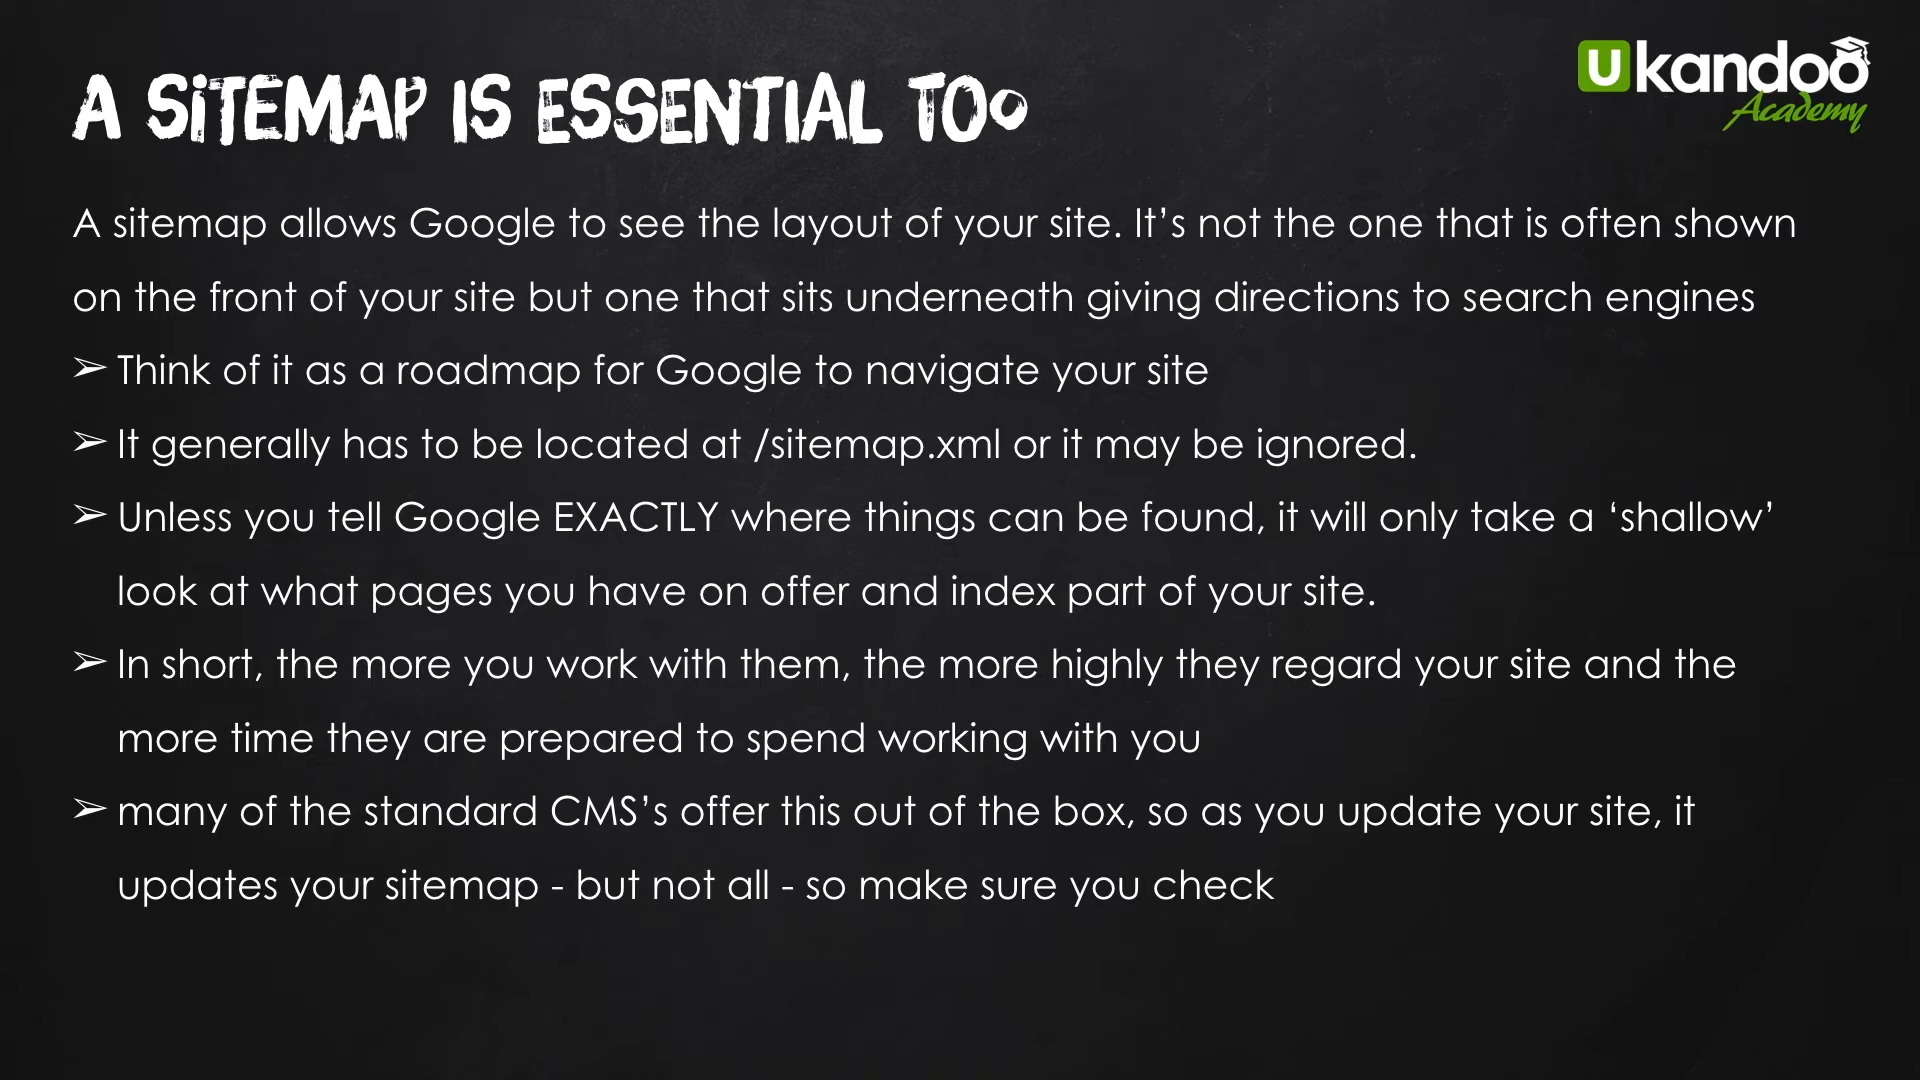 A SITEMAP IS ESSENTIAL TOO
Ukandoo
Academy
A sitemap allows Google to see the layout of your site. It’s not the one that is often shown
on the front of your site but one that sits underneath giving directions to search engines
➢ Think of it as a roadmap for Google to navigate your site
➢ It generally has to be located at /sitemap.xml or it may be ignored.
➢ Unless you tell Google EXACTLY where things can be found, it will only take a ‘shallow’
look at what pages you have on offer and index part of your site.
➢ In short, the more you work with them, the more highly they regard your site and the
more time they are prepared to spend working with you
➢ many of the standard CMS’s offer this out of the box, so as you update your site, it
updates your sitemap - but not all - so make sure you check